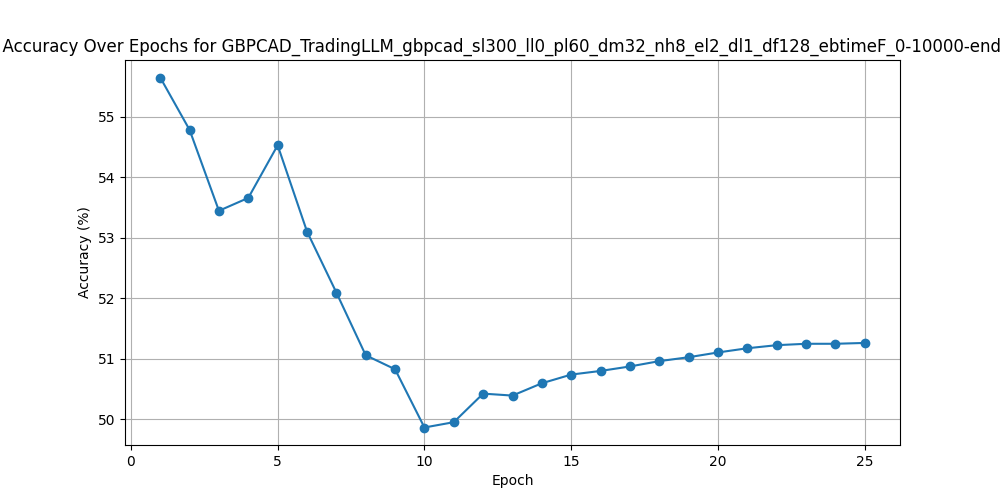 Accuracy Over Epochs for GBPCAD_TradingLLM_gbpcad_sl300_ll0_pl60_dm32_nh8_el2_dl1_df128_ebtimeF_0-10000-end
55
54
53
52
51
50
Accuracy (%)
0 5 10 15 20 25
Epoch